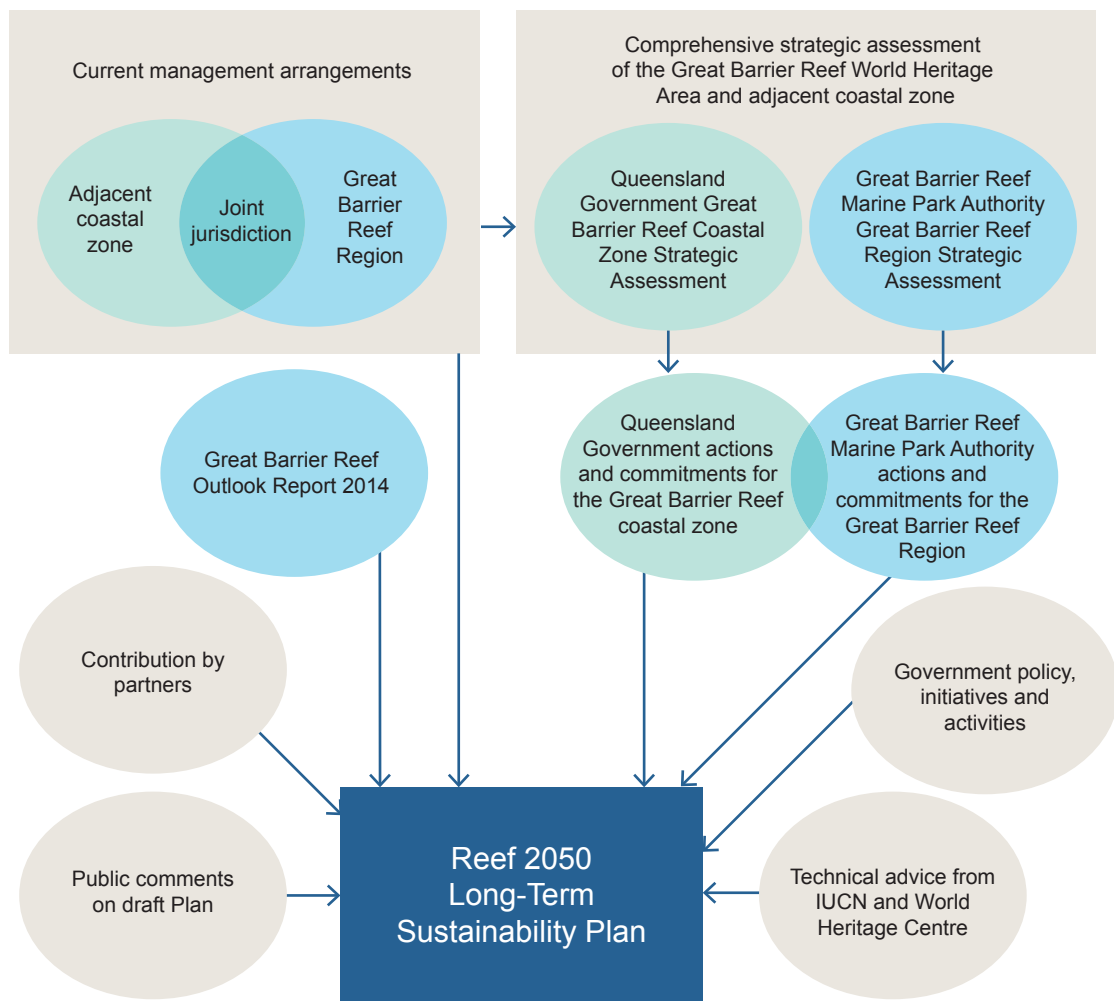 Current management arrangements
Adjacent
coastal
zone
Joint
jurisdiction
Great
Barrier
Reef
Region
Comprehensive strategic assessment
of the Great Barrier Reef World Heritage
Area and adjacent coastal zone
Queensland
Government Great
Barrier Reef Coastal
Zone Strategic
Assessment
Great Barrier Reef
Marine Park Authority
Great Barrier Reef
Region Strategic
Assessment
Great Barrier Reef
Outlook Report 2014
Queensland
Government actions
and commitments for
the Great Barrier Reef
coastal zone
Great Barrier Reef
Marine Park Authority
actions and
commitments for the
Great Barrier Reef
Region
Contribution by
partners
Government policy,
initiatives and
activities
Public comments
on draft Plan
Reef 2050
Long-Term
Sustainability Plan
Technical advice from
IUCN and World
Heritage Centre